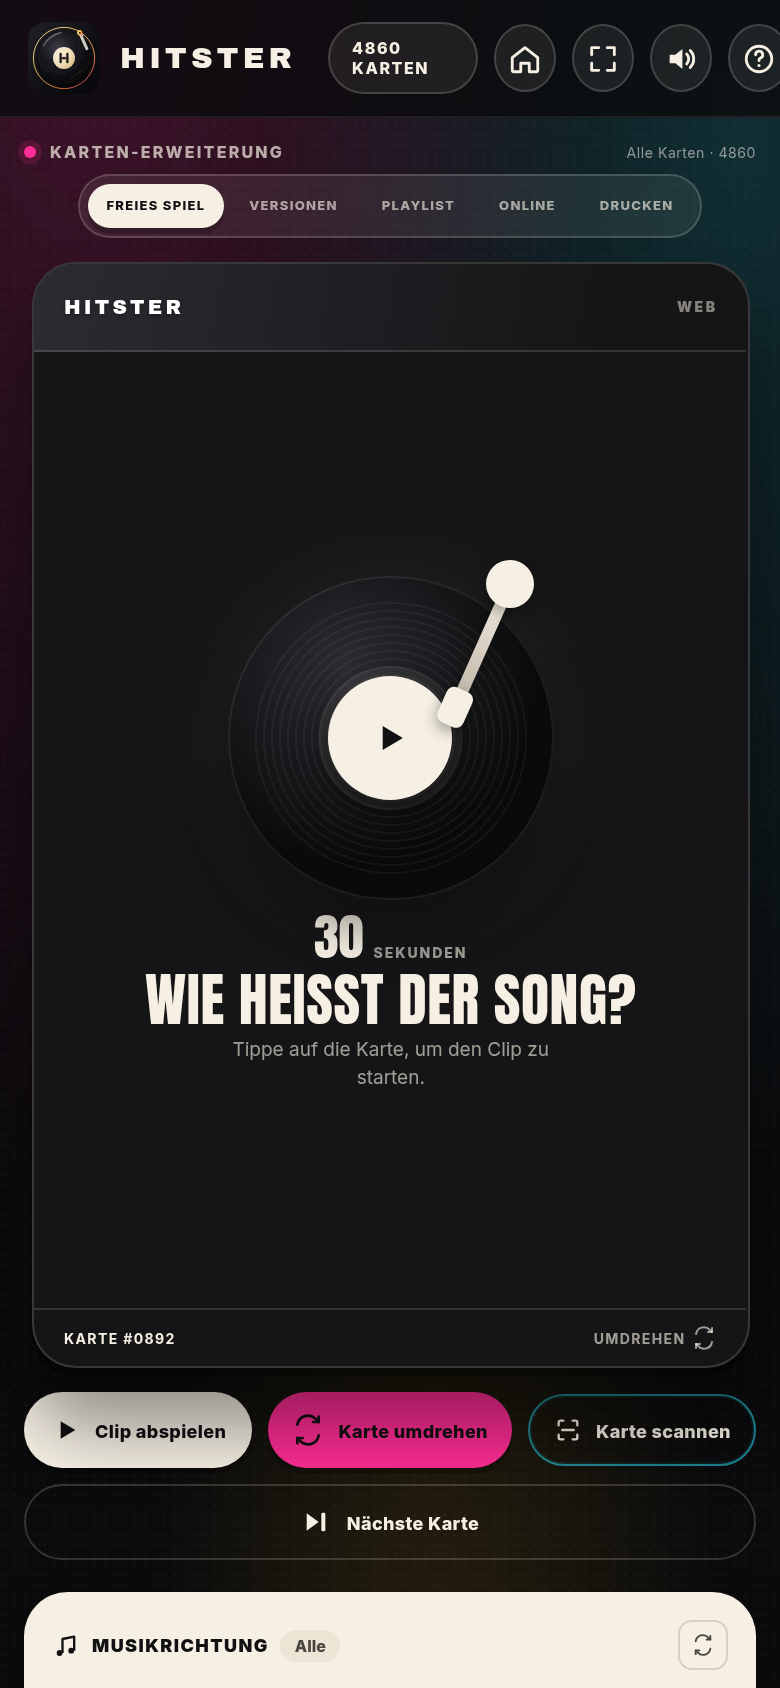 H
HITSTER
4860
KARTEN
KARTEN-ERWEITERUNG
Alle Karten · 4860
FREIES SPIEL
VERSIONEN
PLAYLIST
ONLINE
DRUCKEN
HITSTER
WEB
30 SEKUNDEN
WIE HEISST DER SONG?
Tippe auf die Karte, um den Clip zu
starten.
KARTE #0892
UMDREHEN
Clip abspielen
Karte umdrehen
Karte scannen
Nächste Karte
MUSIKRICHTUNG
Alle